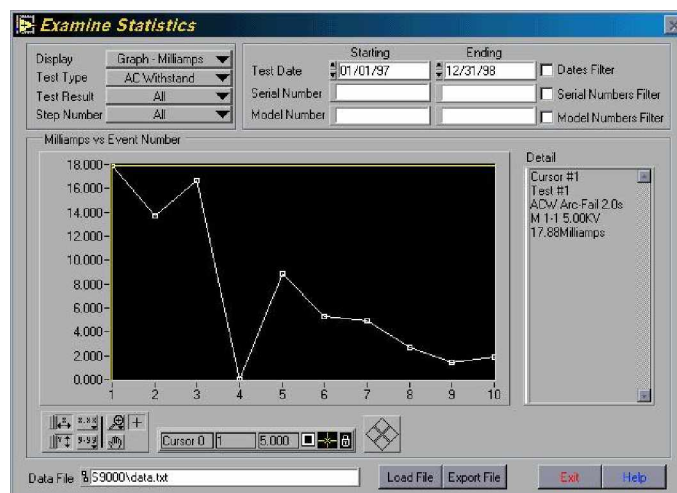 Examine Statistics
Display Graph - Milliamps
Test Type AC Withstand
Test Result All
Step Number All
Starting Ending
Test Date 01/01/97 12/31/98 Dates Filter
Serial Number Serial Numbers Filter
Model Number Model Numbers Filter
Milliamps vs Event Number
18.000
16.000
14.000
12.000
10.000
8.000
6.000
4.000
2.000
0.000
1 2 3 4 5 6 7 8 9 10
Detail
Cursor #1
Test #1
ACW Arc-Fail 2.0s
M 1-1 5.00KV
17.88Milliamps
Cursor 0 1 5.000
Data File S9000\data.txt Load File Export File Exit Help